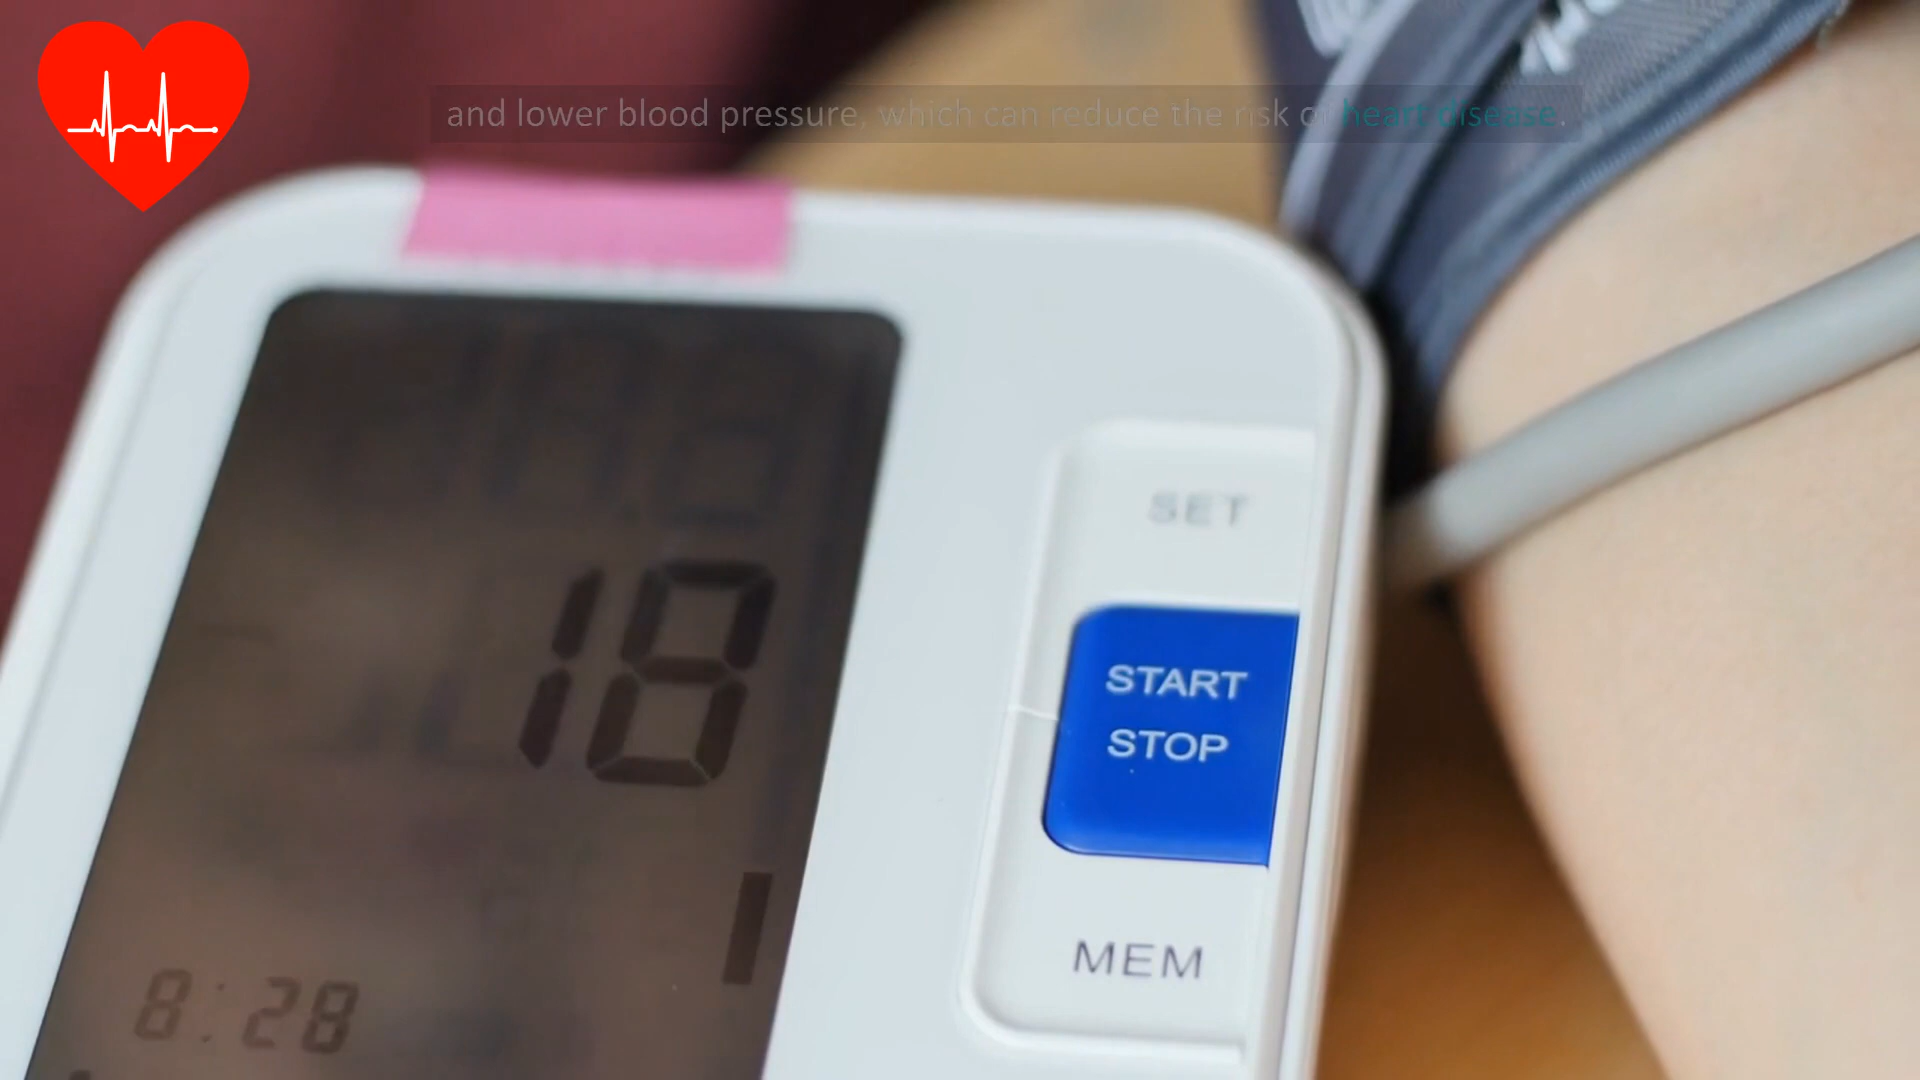 and lower blood pressure, which can reduce the risk of heart disease.
SET
18
START
STOP
1
MEM
8:28